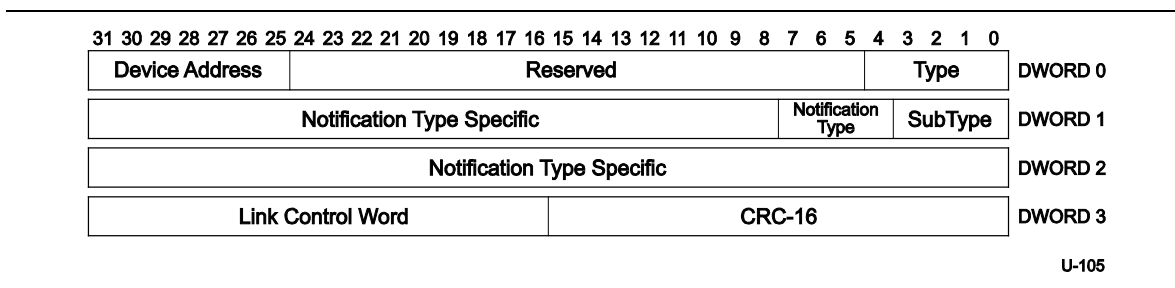 31 30 29 28 27 26 25 24 23 22 21 20 19 18 17 16 15 14 13 12 11 10 9 8 7 6 5 4 3 2 1 0
Device Address Reserved Type DWORD 0
Notification Type Specific Notification Type SubType DWORD 1
Notification Type Specific DWORD 2
Link Control Word CRC-16 DWORD 3
U-105